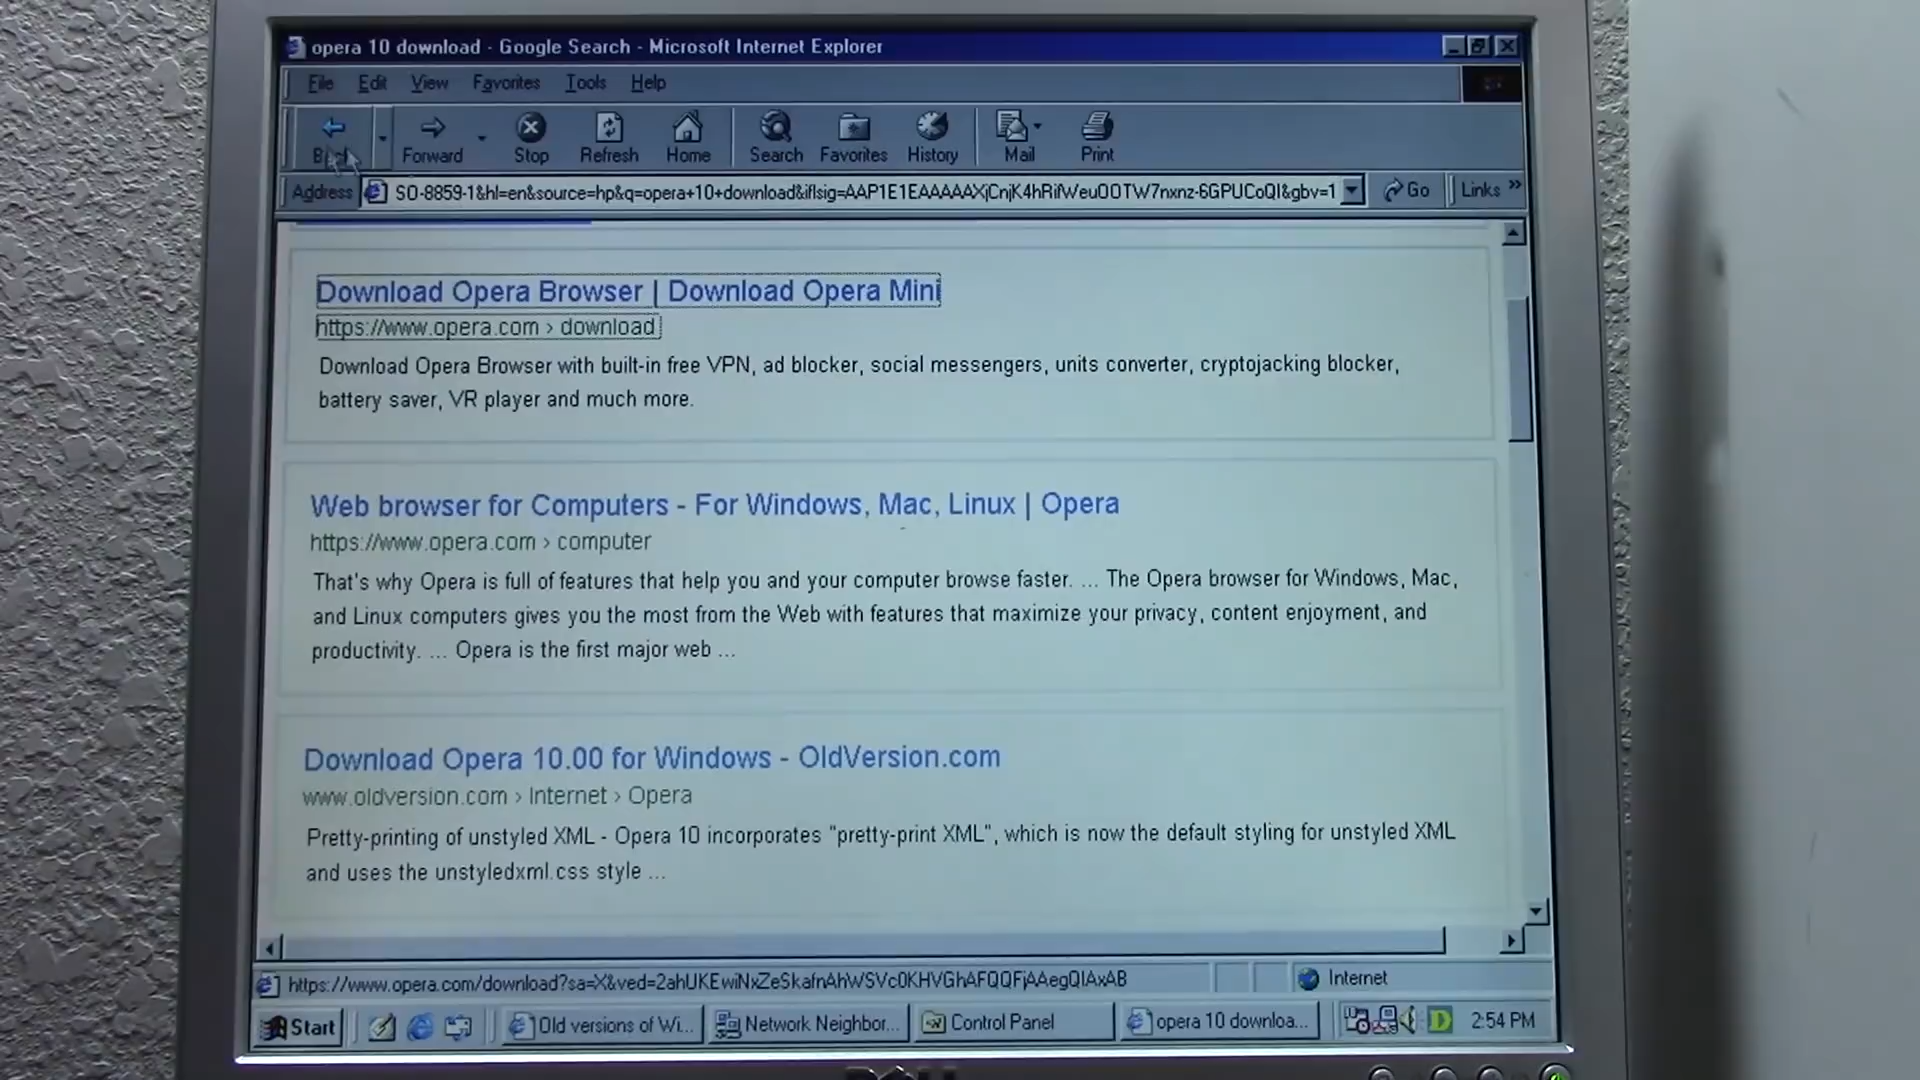 opera 10 download - Google Search - Microsoft Internet Explorer
File Edit View Favorites Tools Help
Back Forward Stop Refresh Home Search Favorites History Mail Print
Address SO-8859-1&hl=en&source=hp&q=opera+10+download&iflsig=AAP1E1EAAAAAXjCnjK4hRifWeuOOTW7nxnz-6GPUCoQI&gbv=1 Go Links »
Download Opera Browser | Download Opera Mini
https://www.opera.com › download
Download Opera Browser with built-in free VPN, ad blocker, social messengers, units converter, cryptojacking blocker,
battery saver, VR player and much more.
Web browser for Computers - For Windows, Mac, Linux | Opera
https://www.opera.com › computer
That's why Opera is full of features that help you and your computer browse faster. ... The Opera browser for Windows, Mac,
and Linux computers gives you the most from the Web with features that maximize your privacy, content enjoyment, and
productivity. ... Opera is the first major web ...
Download Opera 10.00 for Windows - OldVersion.com
www.oldversion.com › Internet › Opera
Pretty-printing of unstyled XML - Opera 10 incorporates "pretty-print XML", which is now the default styling for unstyled XML
and uses the unstyledxml.css style ...
https://www.opera.com/download?sa=X&ved=2ahUKEwiNxZeSkafnAhWSVc0KHVGhAFQQFjAAegQIAxAB Internet
Start Old versions of Wi... Network Neighbor... Control Panel opera 10 downloa... D 2:54 PM